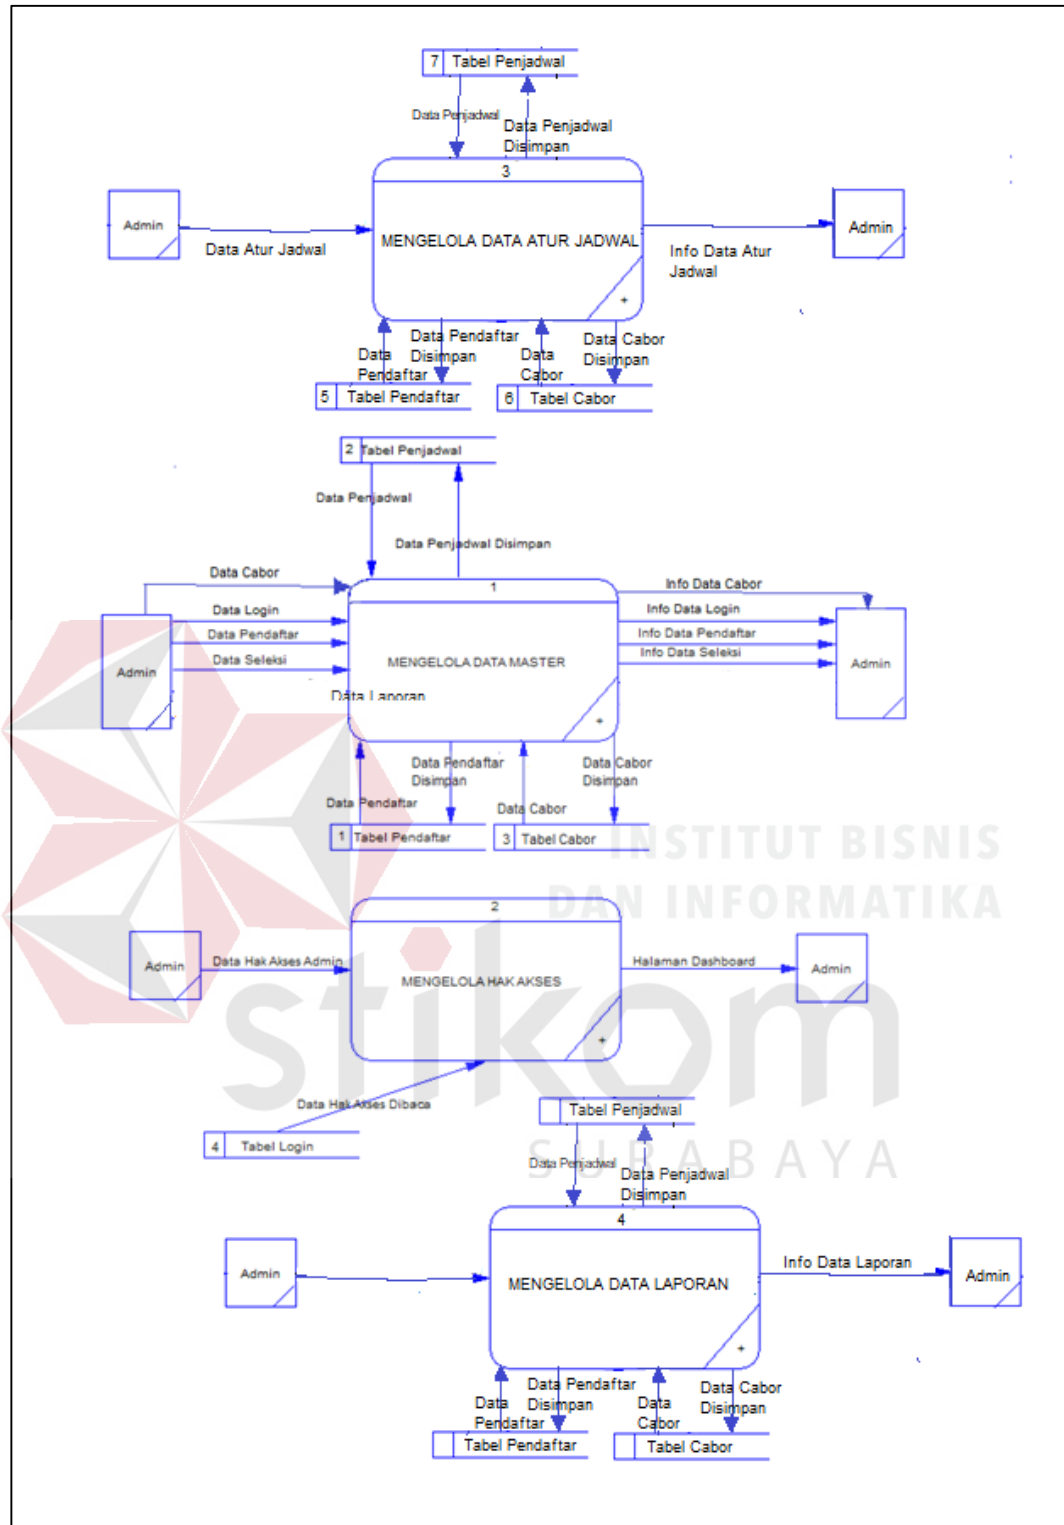 7 Tabel Penjadwal
Data Penjadwal
Data Penjadwal
Disimpan
3
Admin
Data Atur Jadwal
MENGELOLA DATA ATUR JADWAL
Info Data Atur
Jadwal
Admin
+
Data
Pendaftar
Data Pendaftar
Disimpan
Data
Cabor
Data Cabor
Disimpan
5 Tabel Pendaftar
6 Tabel Cabor
2 Tabel Penjadwal
Data Penjadwal
Data Penjadwal Disimpan
Data Cabor
1
Info Data Cabor
Data Login
Info Data Login
Data Pendaftar
Info Data Pendaftar
Data Seleksi
Info Data Seleksi
Admin
MENGELOLA DATA MASTER
Admin
Data Laporan
+
Data Pendaftar
Data Pendaftar
Disimpan
Data Cabor
Data Cabor
Disimpan
1 Tabel Pendaftar
3 Tabel Cabor
INSTITUT BISNIS
DAN INFORMATIKA
2
Admin
Data Hak Akses Admin
MENGELOLA HAK AKSES
Halaman Dashboard
Admin
+
stikom
Data Hak Akses Dibaca
4 Tabel Login
Tabel Penjadwal
SURABAYA
Data Penjadwal
Data Penjadwal
Disimpan
4
Admin
MENGELOLA DATA LAPORAN
Info Data Laporan
Admin
+
Data
Pendaftar
Data Pendaftar
Disimpan
Data
Cabor
Data Cabor
Disimpan
Tabel Pendaftar
Tabel Cabor